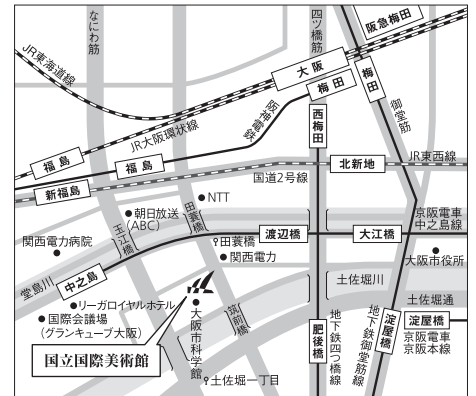 なにわ筋
四ツ橋筋
阪急梅田
JR東海道線
大阪
梅田
梅田
阪神電鉄
御堂筋
JR大阪環状線
西梅田
福島
福島
北新地
JR東西線
新福島
国道2号線
NTT
朝日放送
(ABC)
田蓑橋
玉江橋
関西電力病院
田蓑橋
渡辺橋
大江橋
京阪電車
中之島線
関西電力
大阪市役所
堂島川
中之島
土佐堀川
リーガロイヤルホテル
国際会議場
(グランキューブ大阪)
大阪市科学館
筑前橋
土佐堀通
肥後橋
地下鉄四つ橋線
地下鉄御堂筋線
淀屋橋
淀屋橋
京阪電車
京阪本線
国立国際美術館
土佐堀一丁目